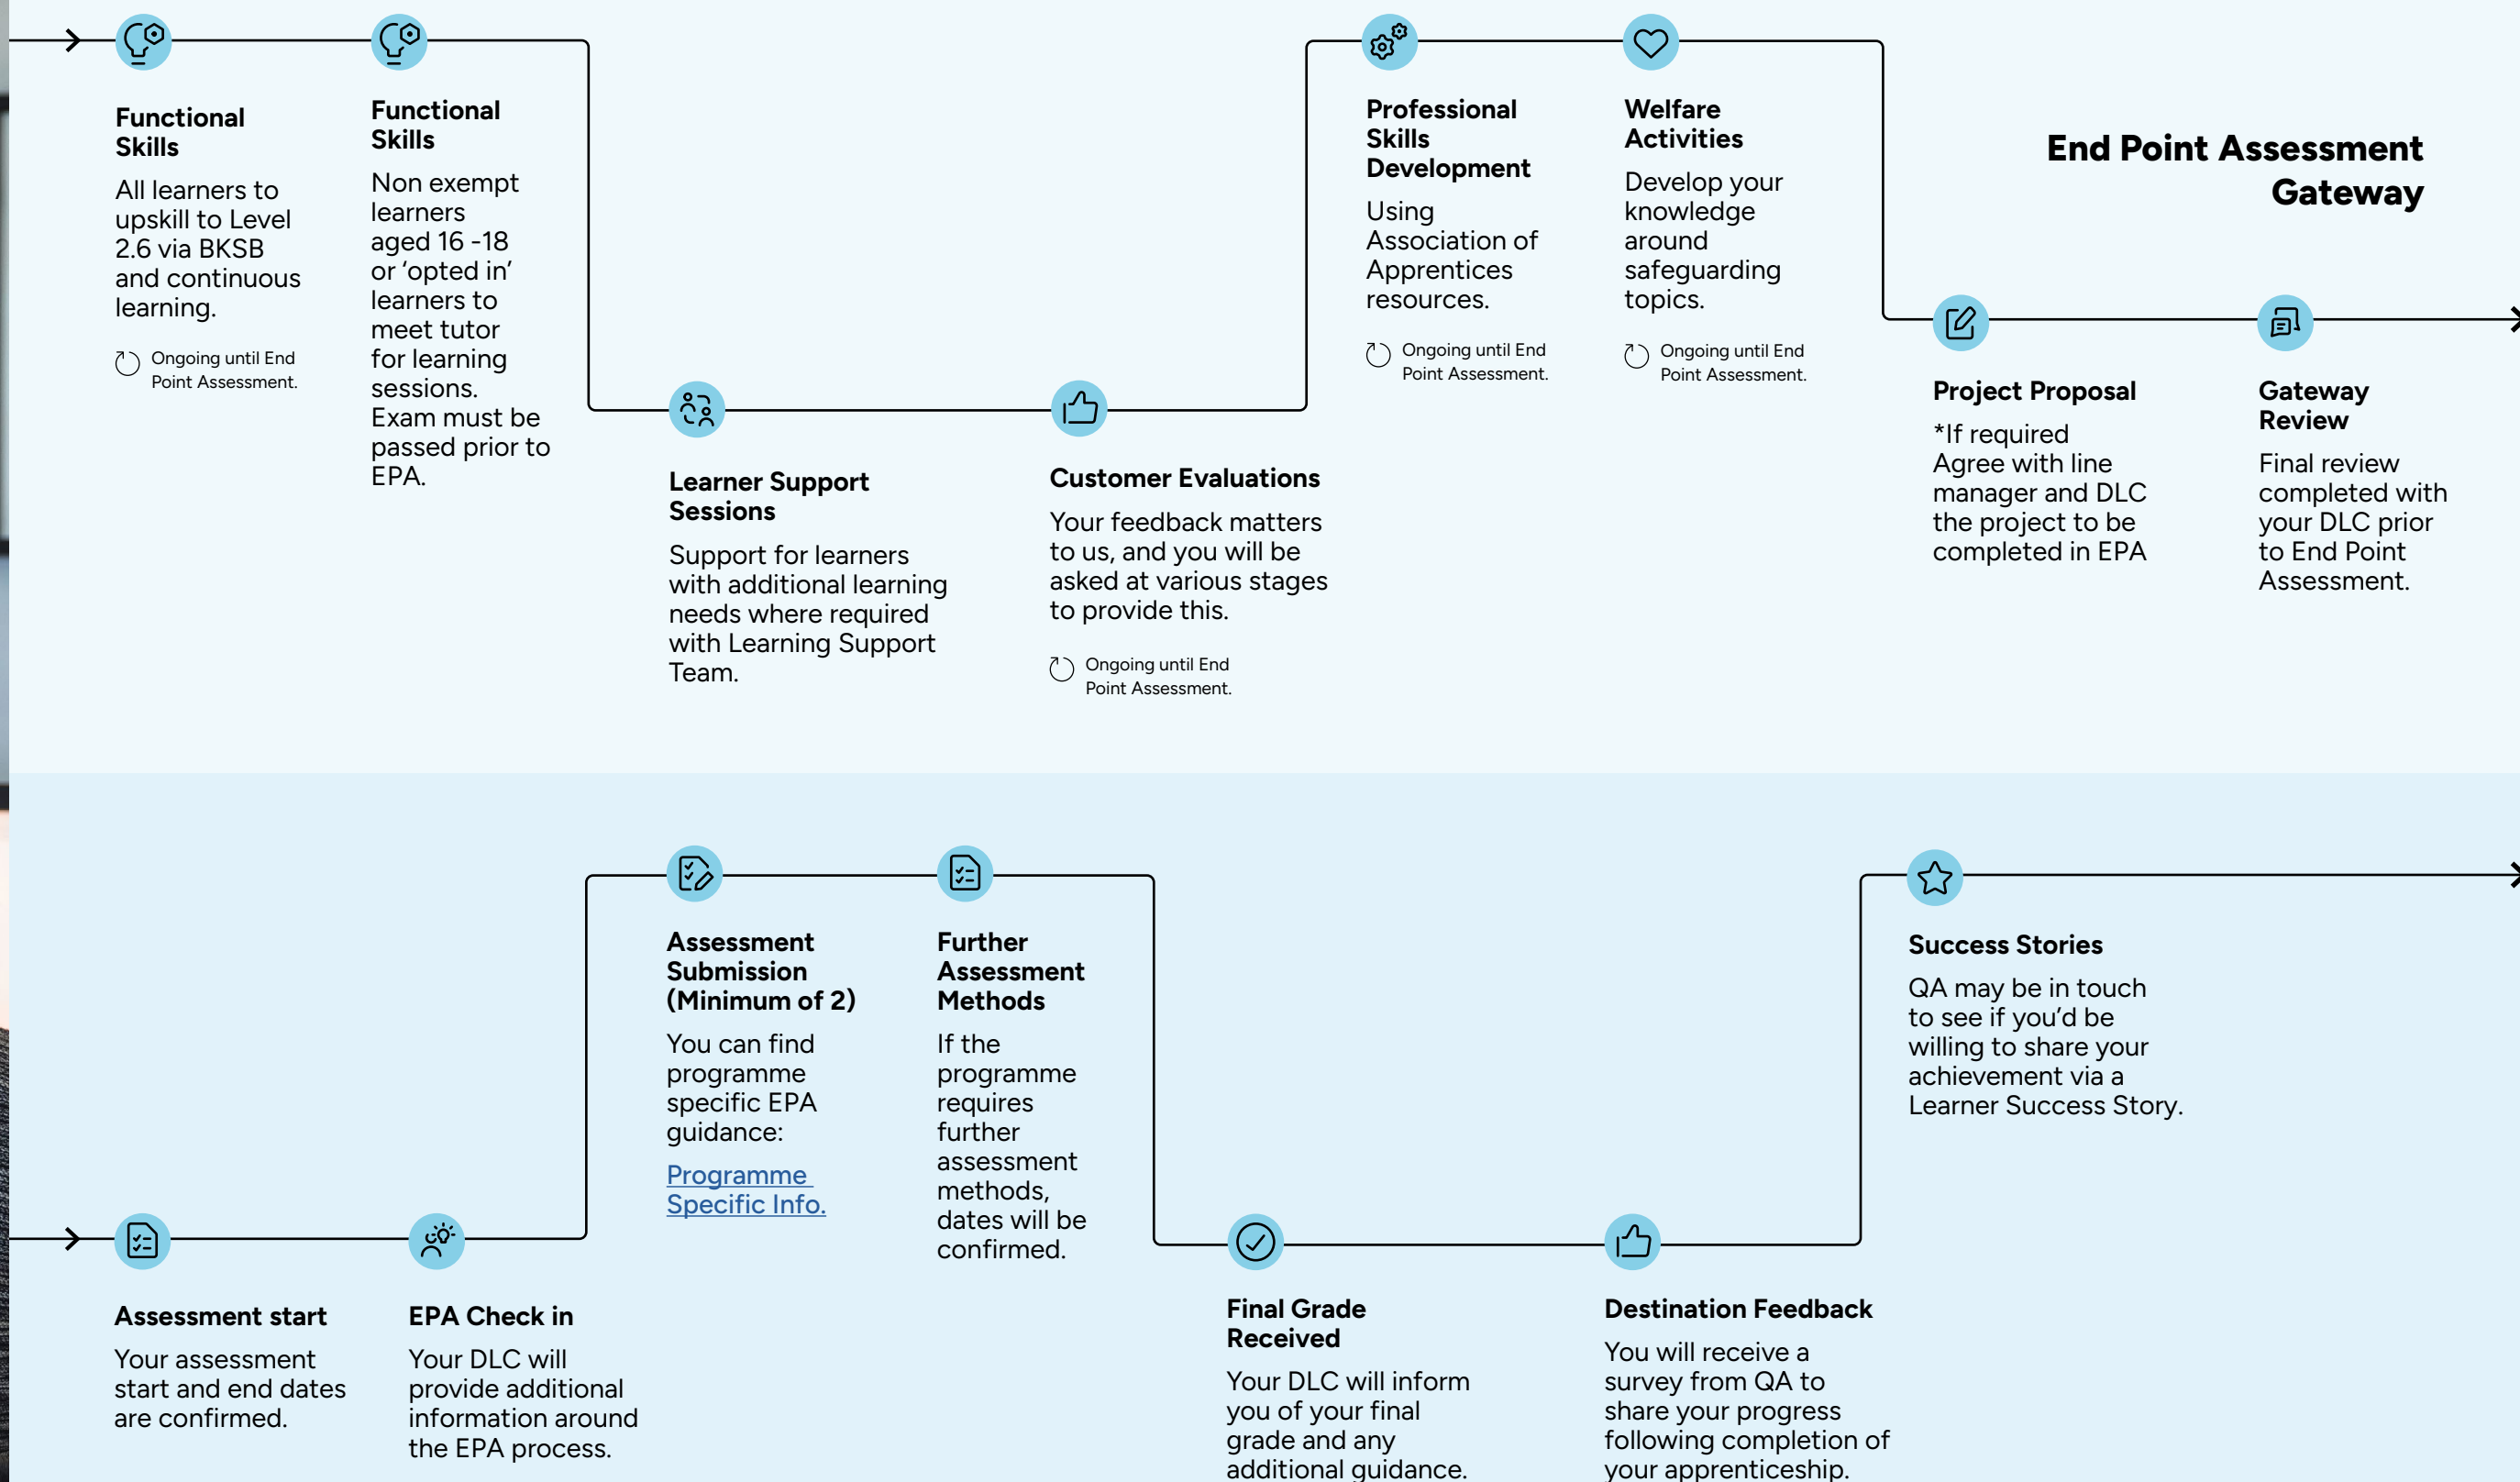 Functional
Skills
All learners to
upskill to Level
2.6 via BKSB
and continuous
learning.
Ongoing until End
Point Assessment.
Functional
Skills
Non exempt
learners
aged 16 -18
or ‘opted in’
learners to
meet tutor
for learning
sessions.
Exam must be
passed prior to
EPA.
Learner Support
Sessions
Support for learners
with additional learning
needs where required
with Learning Support
Team.
Customer Evaluations
Your feedback matters
to us, and you will be
asked at various stages
to provide this.
Ongoing until End
Point Assessment.
Professional
Skills
Development
Using
Association of
Apprentices
resources.
Ongoing until End
Point Assessment.
Welfare
Activities
Develop your
knowledge
around
safeguarding
topics.
Ongoing until End
Point Assessment.
End Point Assessment
Gateway
Project Proposal
*If required
Agree with line
manager and DLC
the project to be
completed in EPA
Gateway
Review
Final review
completed with
your DLC prior
to End Point
Assessment.
Assessment start
Your assessment
start and end dates
are confirmed.
EPA Check in
Your DLC will
provide additional
information around
the EPA process.
Assessment
Submission
(Minimum of 2)
You can find
programme
specific EPA
guidance:
Programme
Specific Info.
Further
Assessment
Methods
If the
programme
requires
further
assessment
methods,
dates will be
confirmed.
Final Grade
Received
Your DLC will inform
you of your final
grade and any
additional guidance.
Destination Feedback
You will receive a
survey from QA to
share your progress
following completion of
your apprenticeship.
Success Stories
QA may be in touch
to see if you’d be
willing to share your
achievement via a
Learner Success Story.